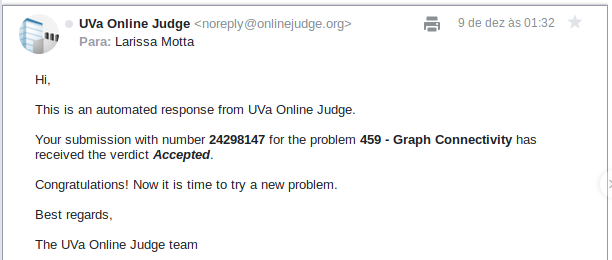 UVa Online Judge <noreply@onlinejudge.org> 9 de dez às 01:32
Para: Larissa Motta
Hi,
This is an automated response from UVa Online Judge.
Your submission with number 24298147 for the problem 459 - Graph Connectivity has
received the verdict Accepted.
Congratulations! Now it is time to try a new problem.
Best regards,
The UVa Online Judge team